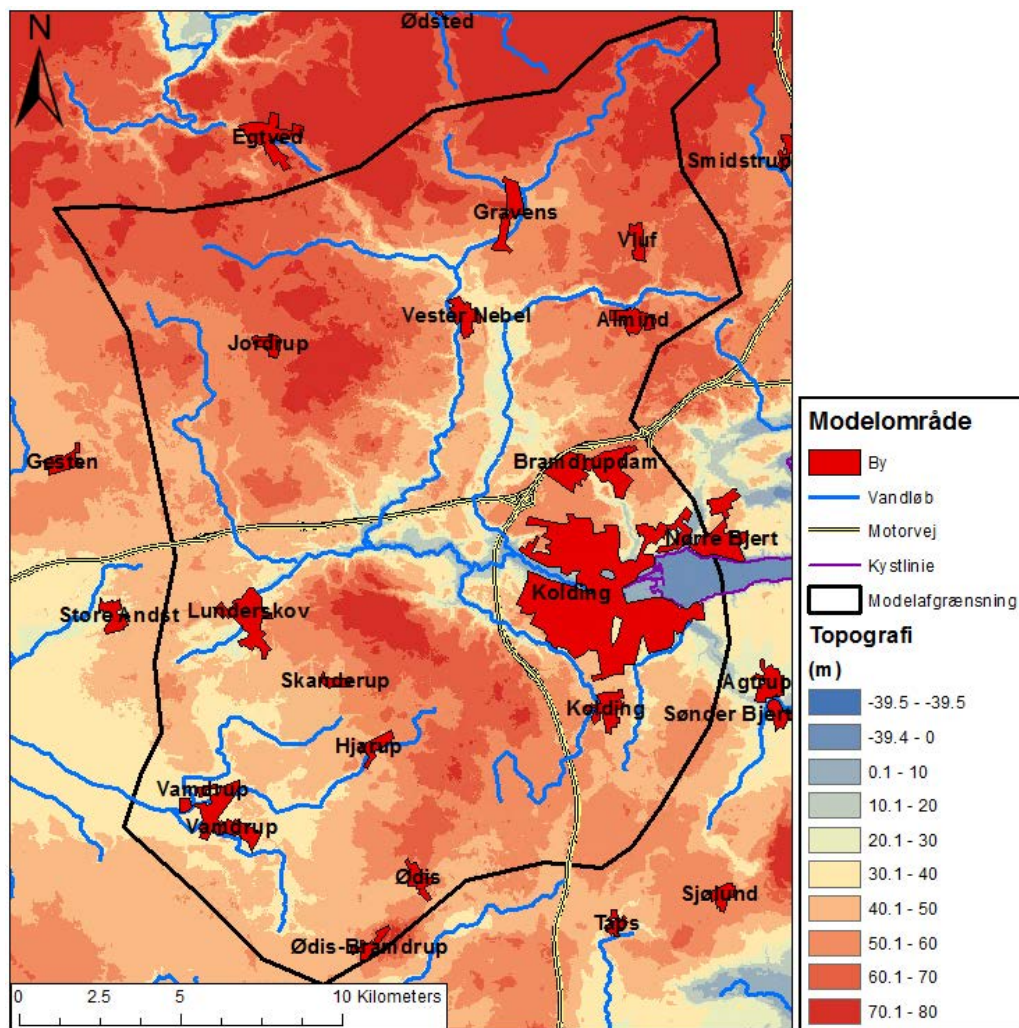 N
Ødsted
Egtved
Smidstrup
Gravens
Viuf
Vester Nebel
Almind
Jordrup
Gesten
Bramdrupdam
Nørre Bjert
Kolding
Store Andst
Lunderskov
Skanderup
Agtrup
Kolding
Sønder Bjert
Hjarup
Vamdrup
Vamdrup
Ødis
Sjølund
Taps
Ødis-Bramdrup
0 2.5 5 10 Kilometers
Modelområde
By
Vandløb
Motorvej
Kystlinie
Modelafgrænsning
Topografi
(m)
-39.5 - -39.5
-39.4 - 0
0.1 - 10
10.1 - 20
20.1 - 30
30.1 - 40
40.1 - 50
50.1 - 60
60.1 - 70
70.1 - 80